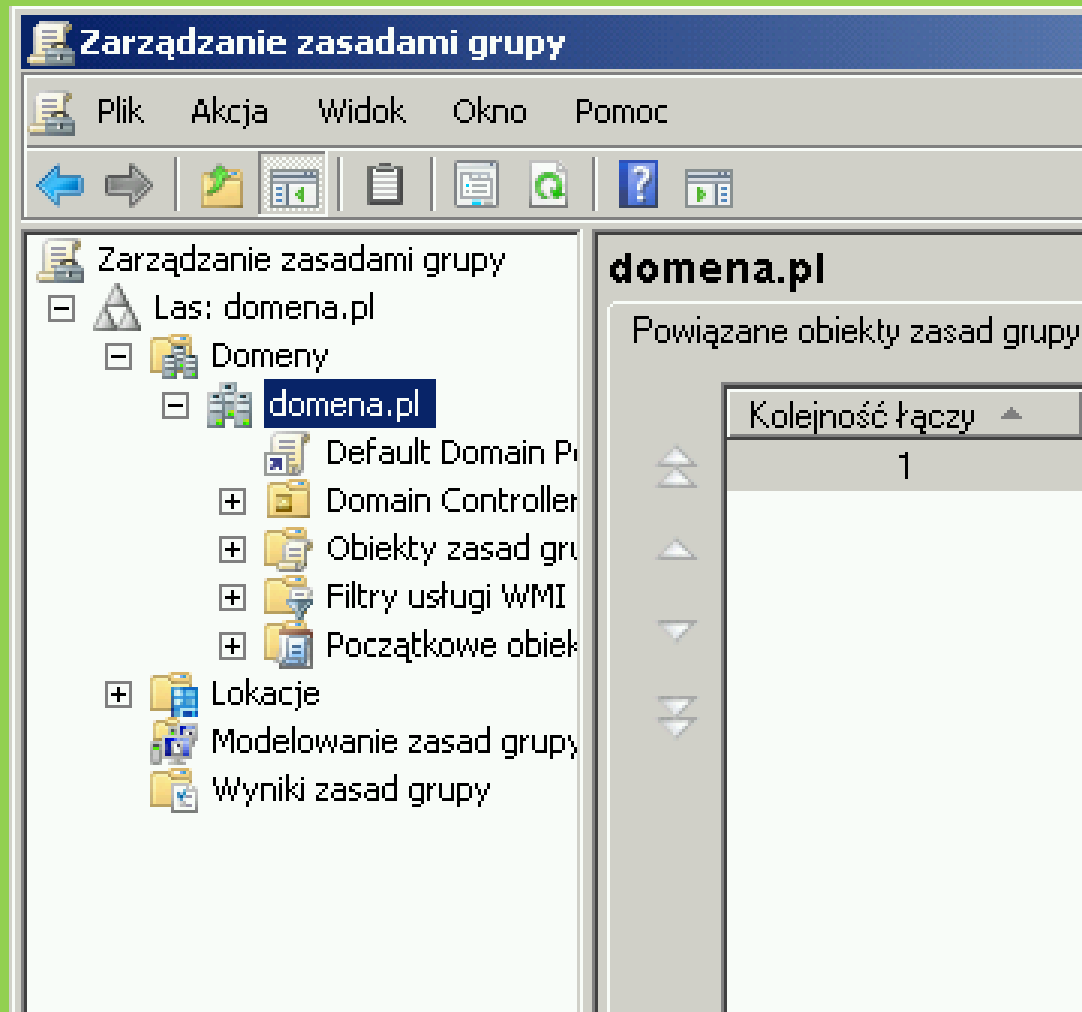 Zarządzanie zasadami grupy
Plik Akcja Widok Okno Pomoc
Zarządzanie zasadami grupy
Las: domena.pl
Domeny
domena.pl
Default Domain
Domain Controller
Obiekty zasad
Filtry usługi WMI
Początkowe
Lokacje
Modelowanie zasad grupy
Wyniki zasad grupy
domena.pl
Powiązane obiekty zasad grupy
Kolejność łączy
1